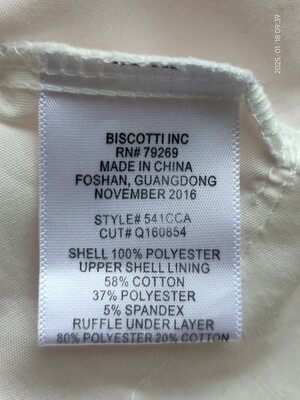 BISCOTTI INC
RN# 79269
MADE IN CHINA
FOSHAN, GUANGDONG
NOVEMBER 2016
STYLE# 541CCA
CUT# Q160854
SHELL 100% POLYESTER
UPPER SHELL LINING
58% COTTON
37% POLYESTER
5% SPANDEX
RUFFLE UNDER LAYER
80% POLYESTER 20% COTTON
2025. 01. 18 09:39